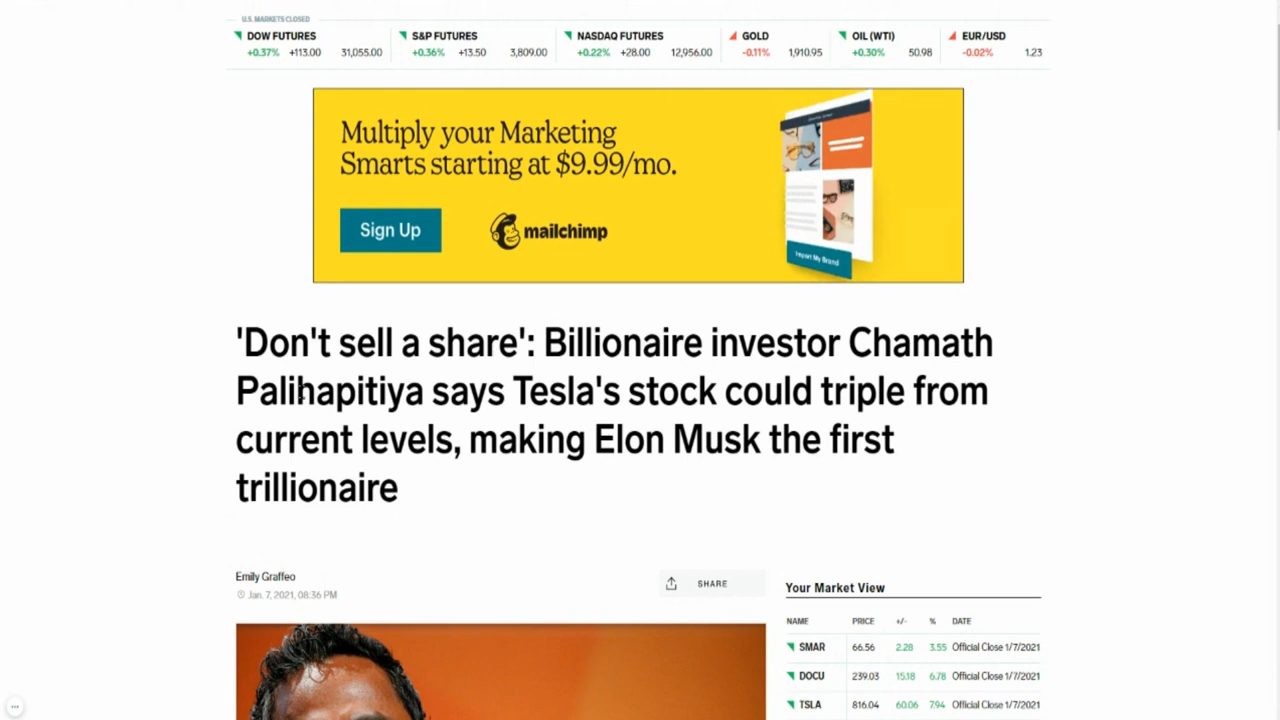 U.S. MARKETS CLOSED
DOW FUTURES S&P FUTURES NASDAQ FUTURES GOLD OIL (WTI) EUR/USD
+0.37% +113.00 31,055.00 +0.36% +13.50 3,809.00 +0.22% +28.00 12,956.00 -0.11% 1,910.95 +0.30% 50.98 -0.02% 1.23
Multiply your Marketing
Smarts starting at $9.99/mo.
Sign Up
mailchimp
Import My Brand
'Don't sell a share': Billionaire investor Chamath
Palihapitiya says Tesla's stock could triple from
current levels, making Elon Musk the first
trillionaire
Emily Graffeo
Jan. 7, 2021, 08:36 PM
SHARE
Your Market View
NAME PRICE +/- % DATE
SMAR 66.56 2.28 3.55 Official Close 1/7/2021
DOCU 239.03 15.18 6.78 Official Close 1/7/2021
TSLA 816.04 60.06 7.94 Official Close 1/7/2021